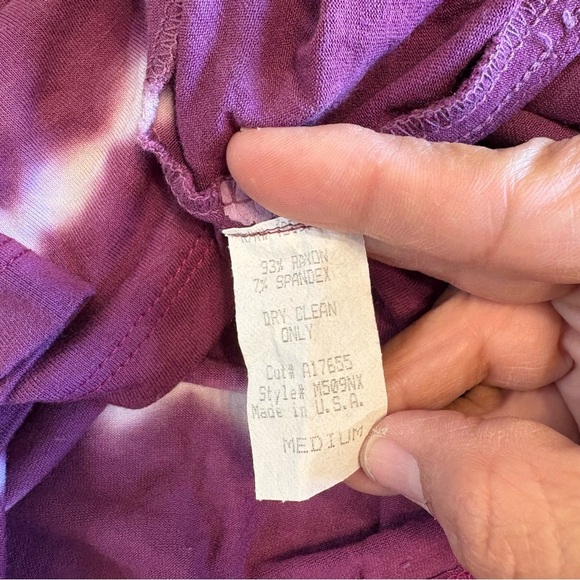 93% RAYON
7% SPANDEX
DRY CLEAN
ONLY
Cut# A17655
Style# M509NX
Made in U.S.A.
MEDIUM